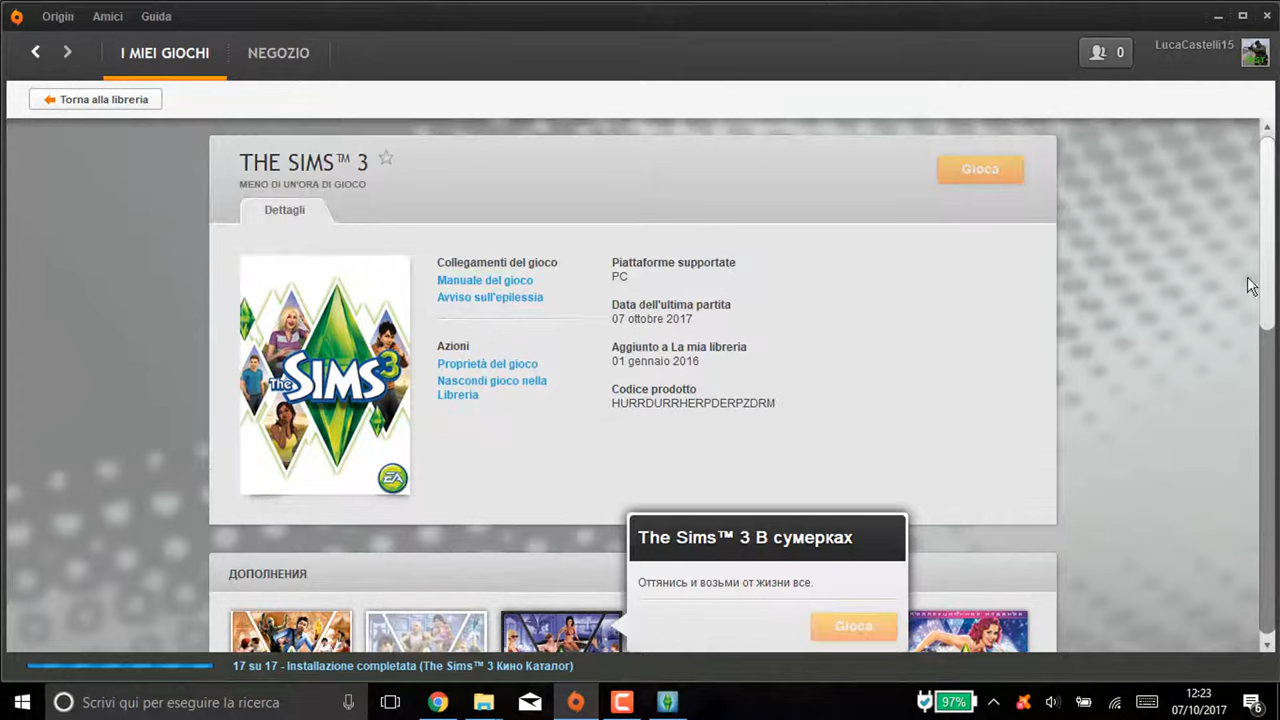 Origin Amici Guida
I MIEI GIOCHI NEGOZIO
0
LucaCastelli15
Torna alla libreria
THE SIMS™ 3
MENO DI UN'ORA DI GIOCO
Gioca
Dettagli
Collegamenti del gioco
Manuale del gioco
Avviso sull'epilessia
Azioni
Proprietà del gioco
Nascondi gioco nella
Libreria
Piattaforme supportate
PC
Data dell'ultima partita
07 ottobre 2017
Aggiunto a La mia libreria
01 gennaio 2016
Codice prodotto
HURRDURRHERPDERPZDRM
The SIMS 3
EA
The Sims™ 3 В сумерках
Оттянись и возьми от жизни все.
Gioca
ДОПОЛНЕНИЯ
КОЛЛЕКЦИОННОЕ ИЗДАНИЕ
17 su 17 - Installazione completata (The Sims™ 3 Кино Каталог)
Scrivi qui per eseguire la ricerca
97%
12:23
07/10/2017
6